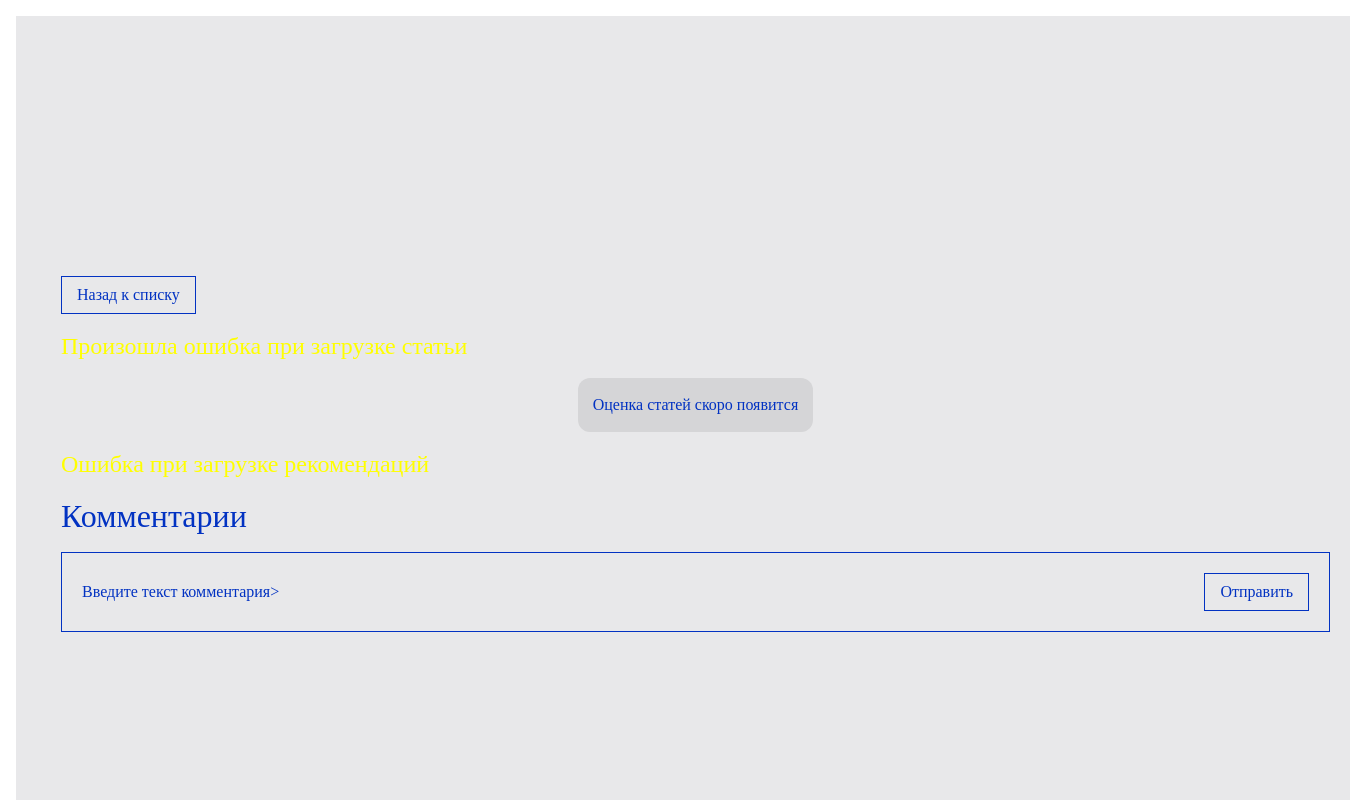 Назад к списку
Произошла ошибка при загрузке статьи
Оценка статей скоро появится
Ошибка при загрузке рекомендаций
Комментарии
Введите текст комментария>
Отправить